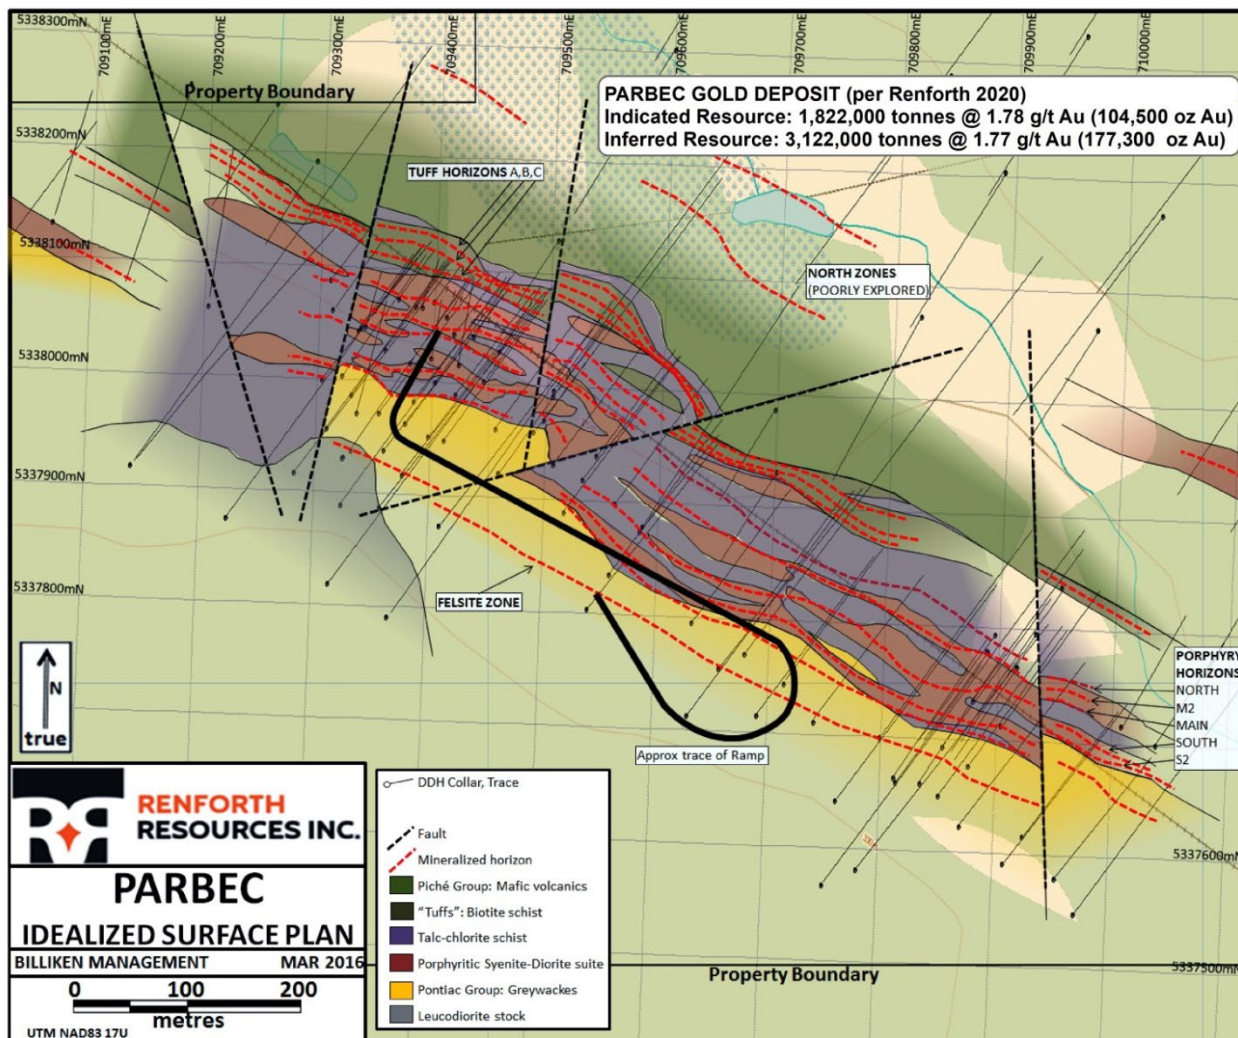 5338300mN
709100mE
709200mE
709300mE
709400mE
709500mE
709600mE
709700mE
709800mE
709900mE
710000mE
Property Boundary
PARBEC GOLD DEPOSIT (per Renforth 2020)
Indicated Resource: 1,822,000 tonnes @ 1.78 g/t Au (104,500 oz Au)
Inferred Resource: 3,122,000 tonnes @ 1.77 g/t Au (177,300 oz Au)
5338200mN
TUFF HORIZONS A,B,C
5338100mN
NORTH ZONES
(POORLY EXPLORED)
5338000mN
5337900mN
5337800mN
FELSITE ZONE
N
true
PORPHYRY
HORIZONS
NORTH
M2
MAIN
SOUTH
S2
Approx trace of Ramp
5337600mN
5337500mN
Property Boundary
RENFORTH
RESOURCES INC.
PARBEC
IDEALIZED SURFACE PLAN
BILLIKEN MANAGEMENT MAR 2016
0 100 200
metres
UTM NAD83 17U
DDH Collar, Trace
Fault
Mineralized horizon
Piché Group: Mafic volcanics
“Tuffs”: Biotite schist
Talc-chlorite schist
Porphyritic Syenite-Diorite suite
Pontiac Group: Greywackes
Leucodiorite stock